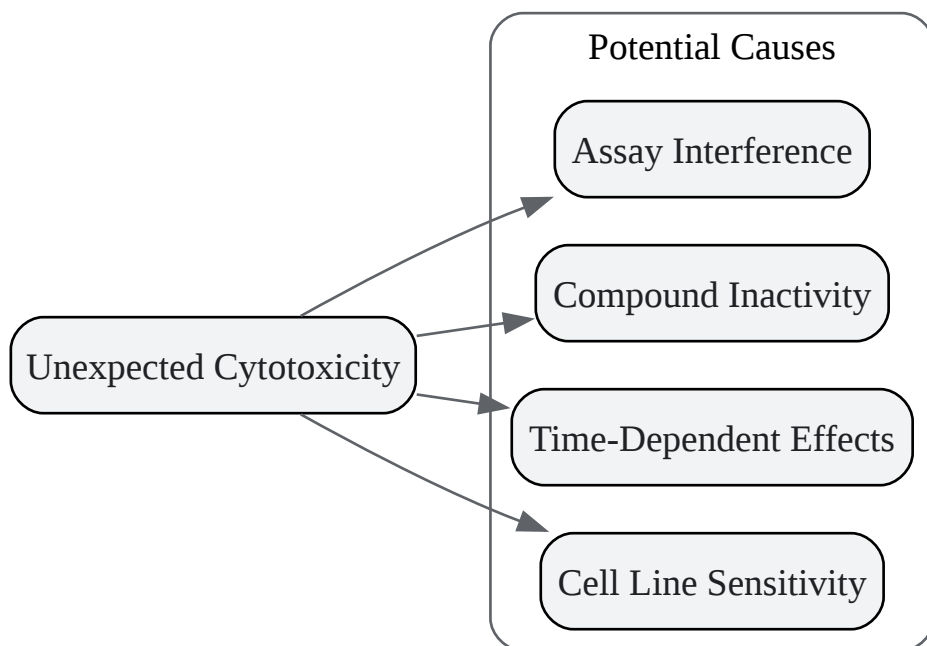 Potential Causes
Assay Interference
Compound Inactivity
Unexpected Cytotoxicity
Time-Dependent Effects
Cell Line Sensitivity